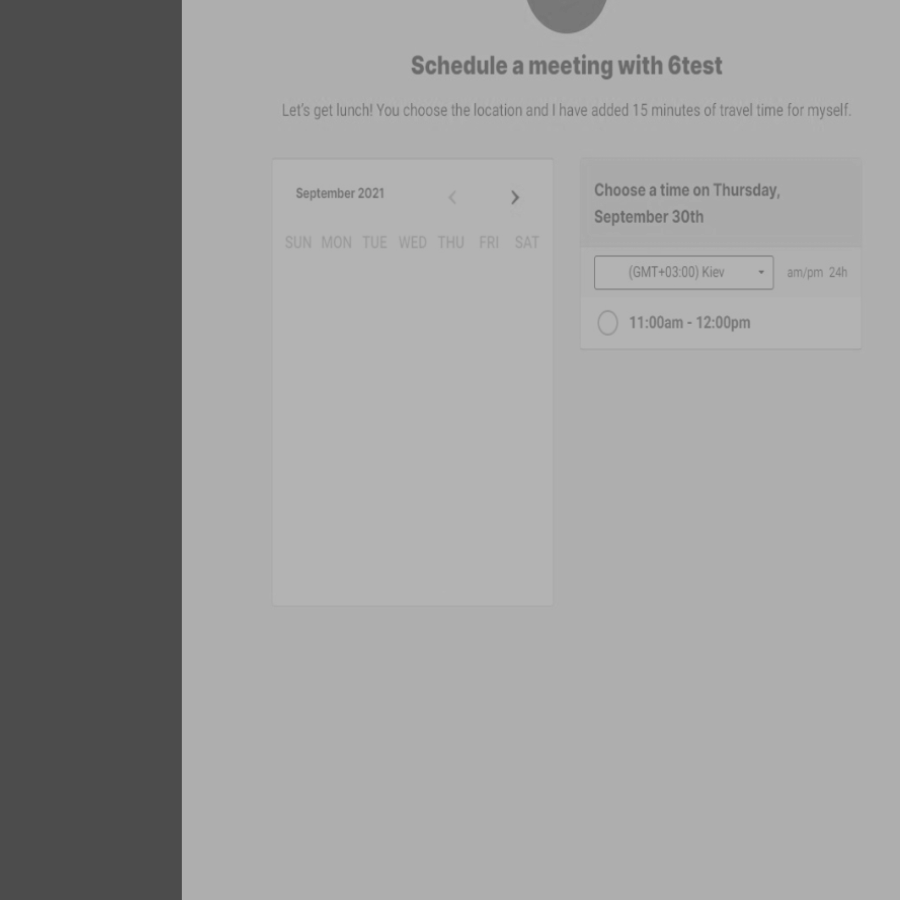 Schedule a meeting with 6test
Let's get lunch! You choose the location and I have added 15 minutes of travel time for myself.
September 2021
SUN MON TUE WED THU FRI SAT
Choose a time on Thursday,
September 30th
(GMT+03:00) Kiev
am/pm 24h
11:00am - 12:00pm